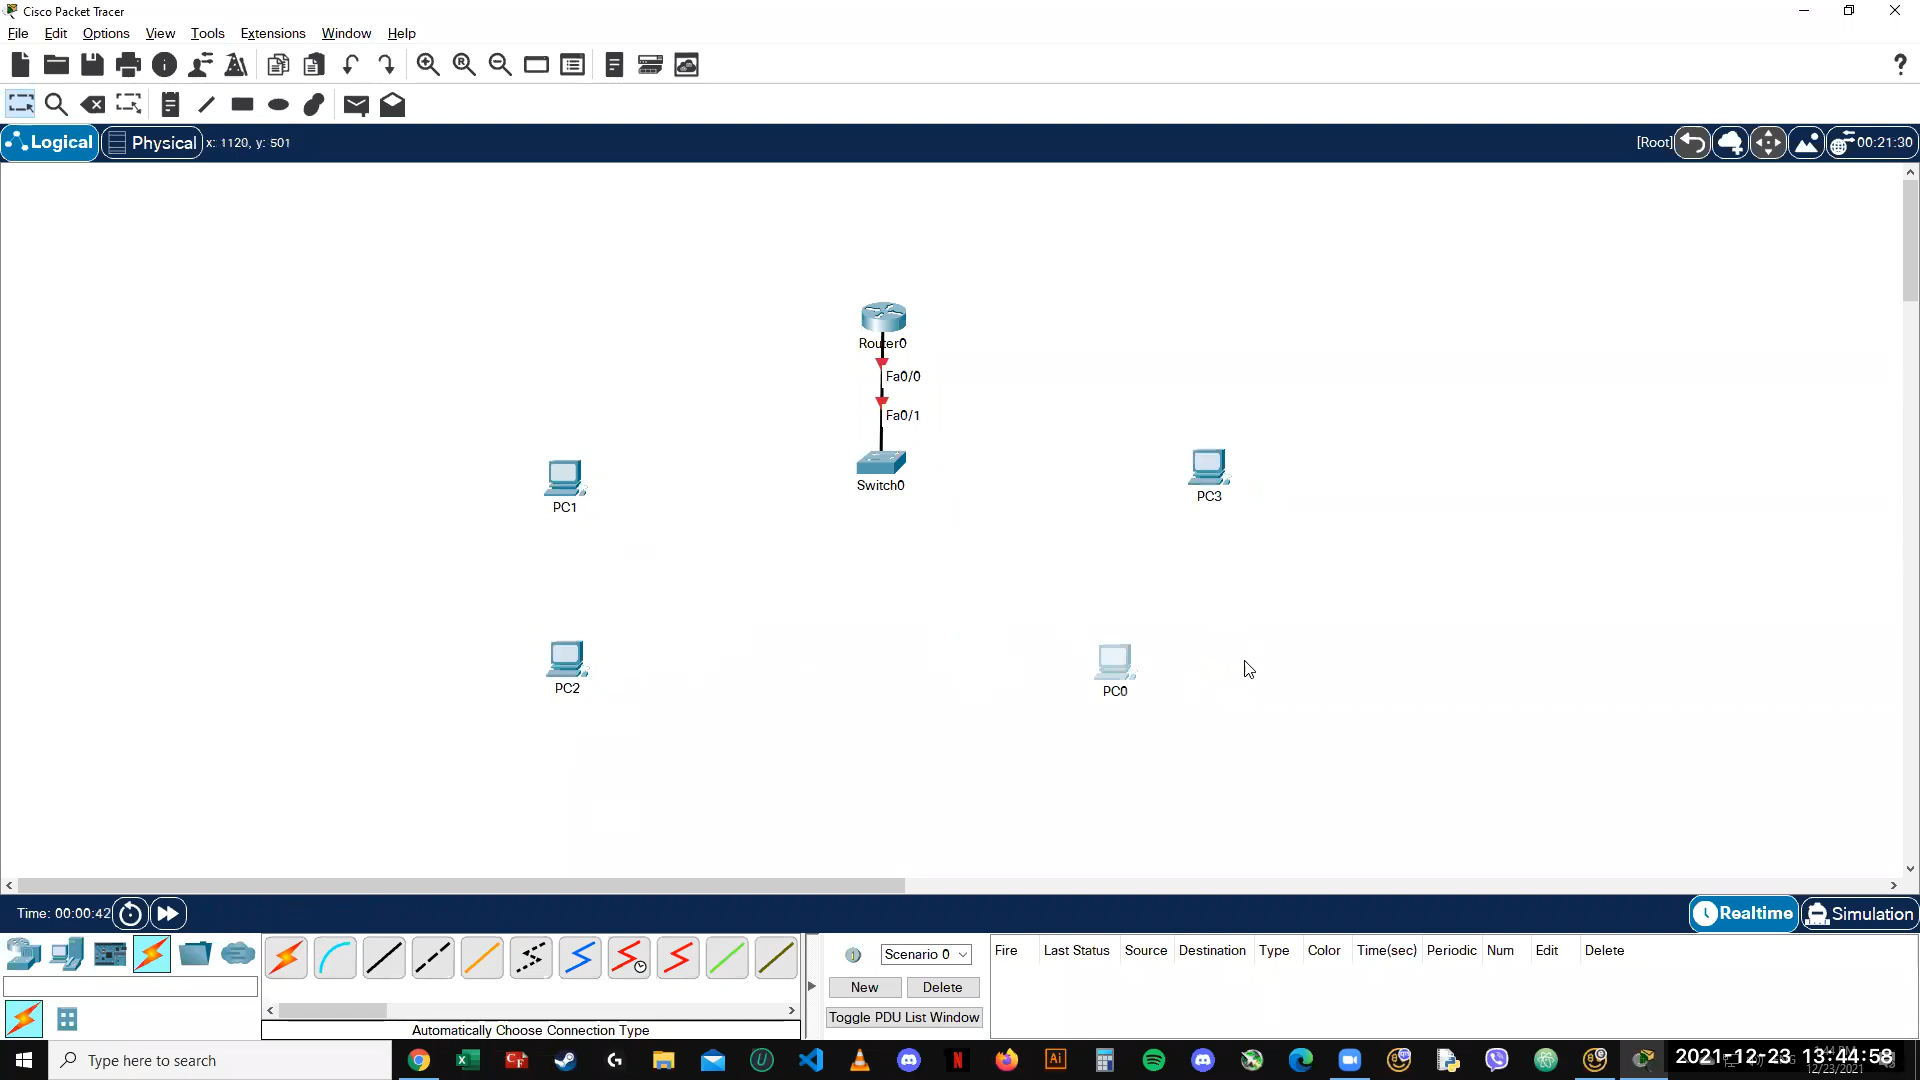 Cisco Packet Tracer
File Edit Options View Tools Extensions Window Help
?
Logical Physical x: 1120, y: 501 [Root] 00:21:30
Router0
Fa0/0
Fa0/1
Switch0
PC1
PC3
PC2
PC0
Time: 00:00:42 Realtime Simulation
Scenario 0
New Delete
Toggle PDU List Window
Fire Last Status Source Destination Type Color Time(sec) Periodic Num Edit Delete
Automatically Choose Connection Type
Type here to search
2021-12-23 13:44:58
12/23/2021